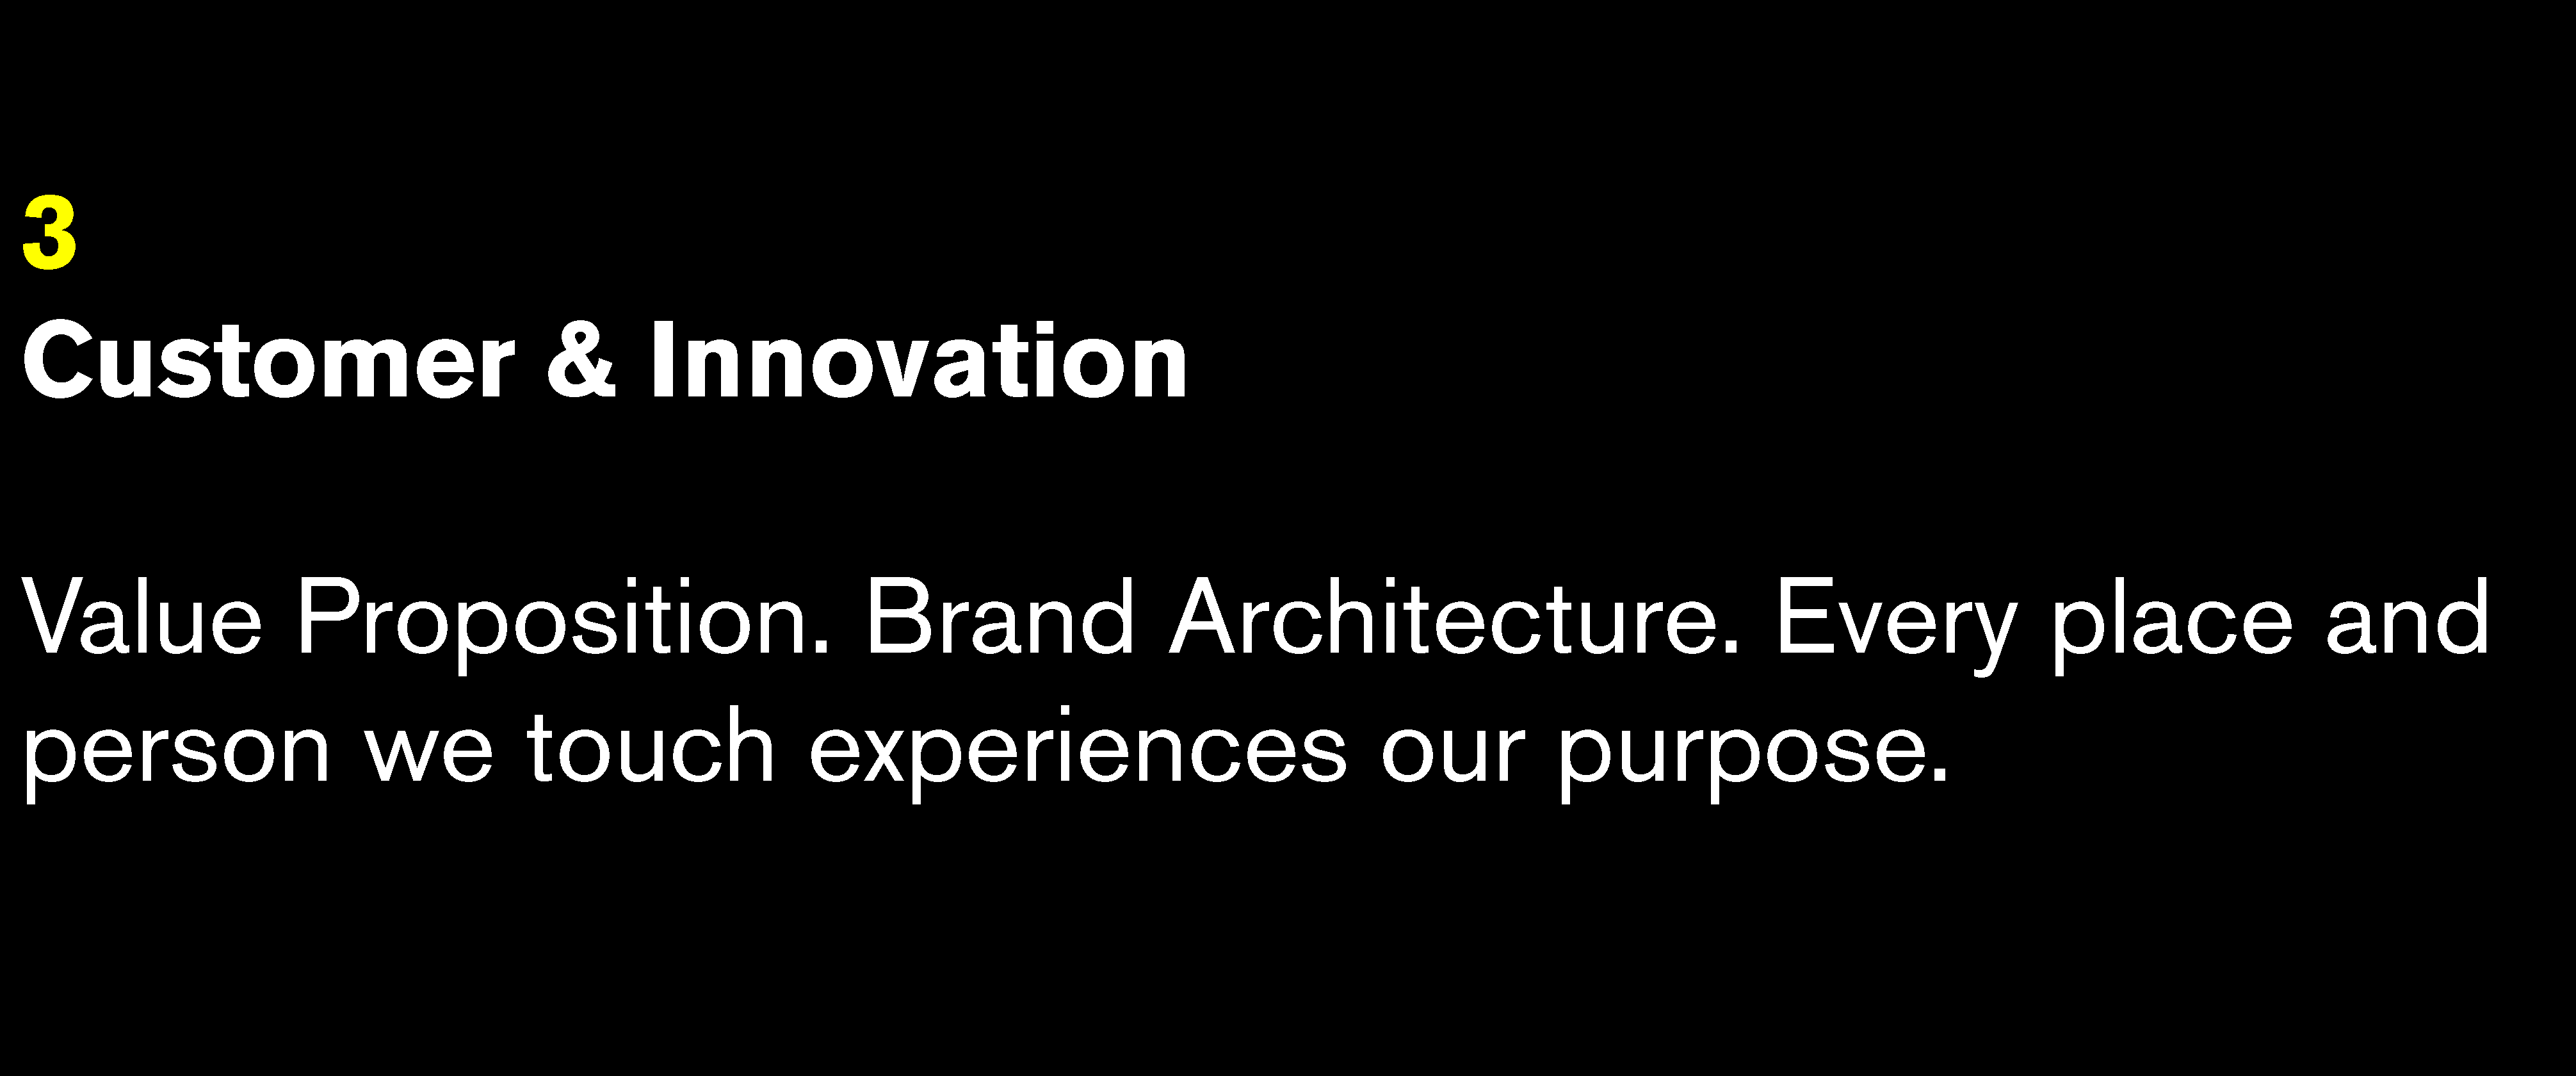 3
Customer & Innovation
Value Proposition. Brand Architecture. Every place and
person we touch experiences our purpose.